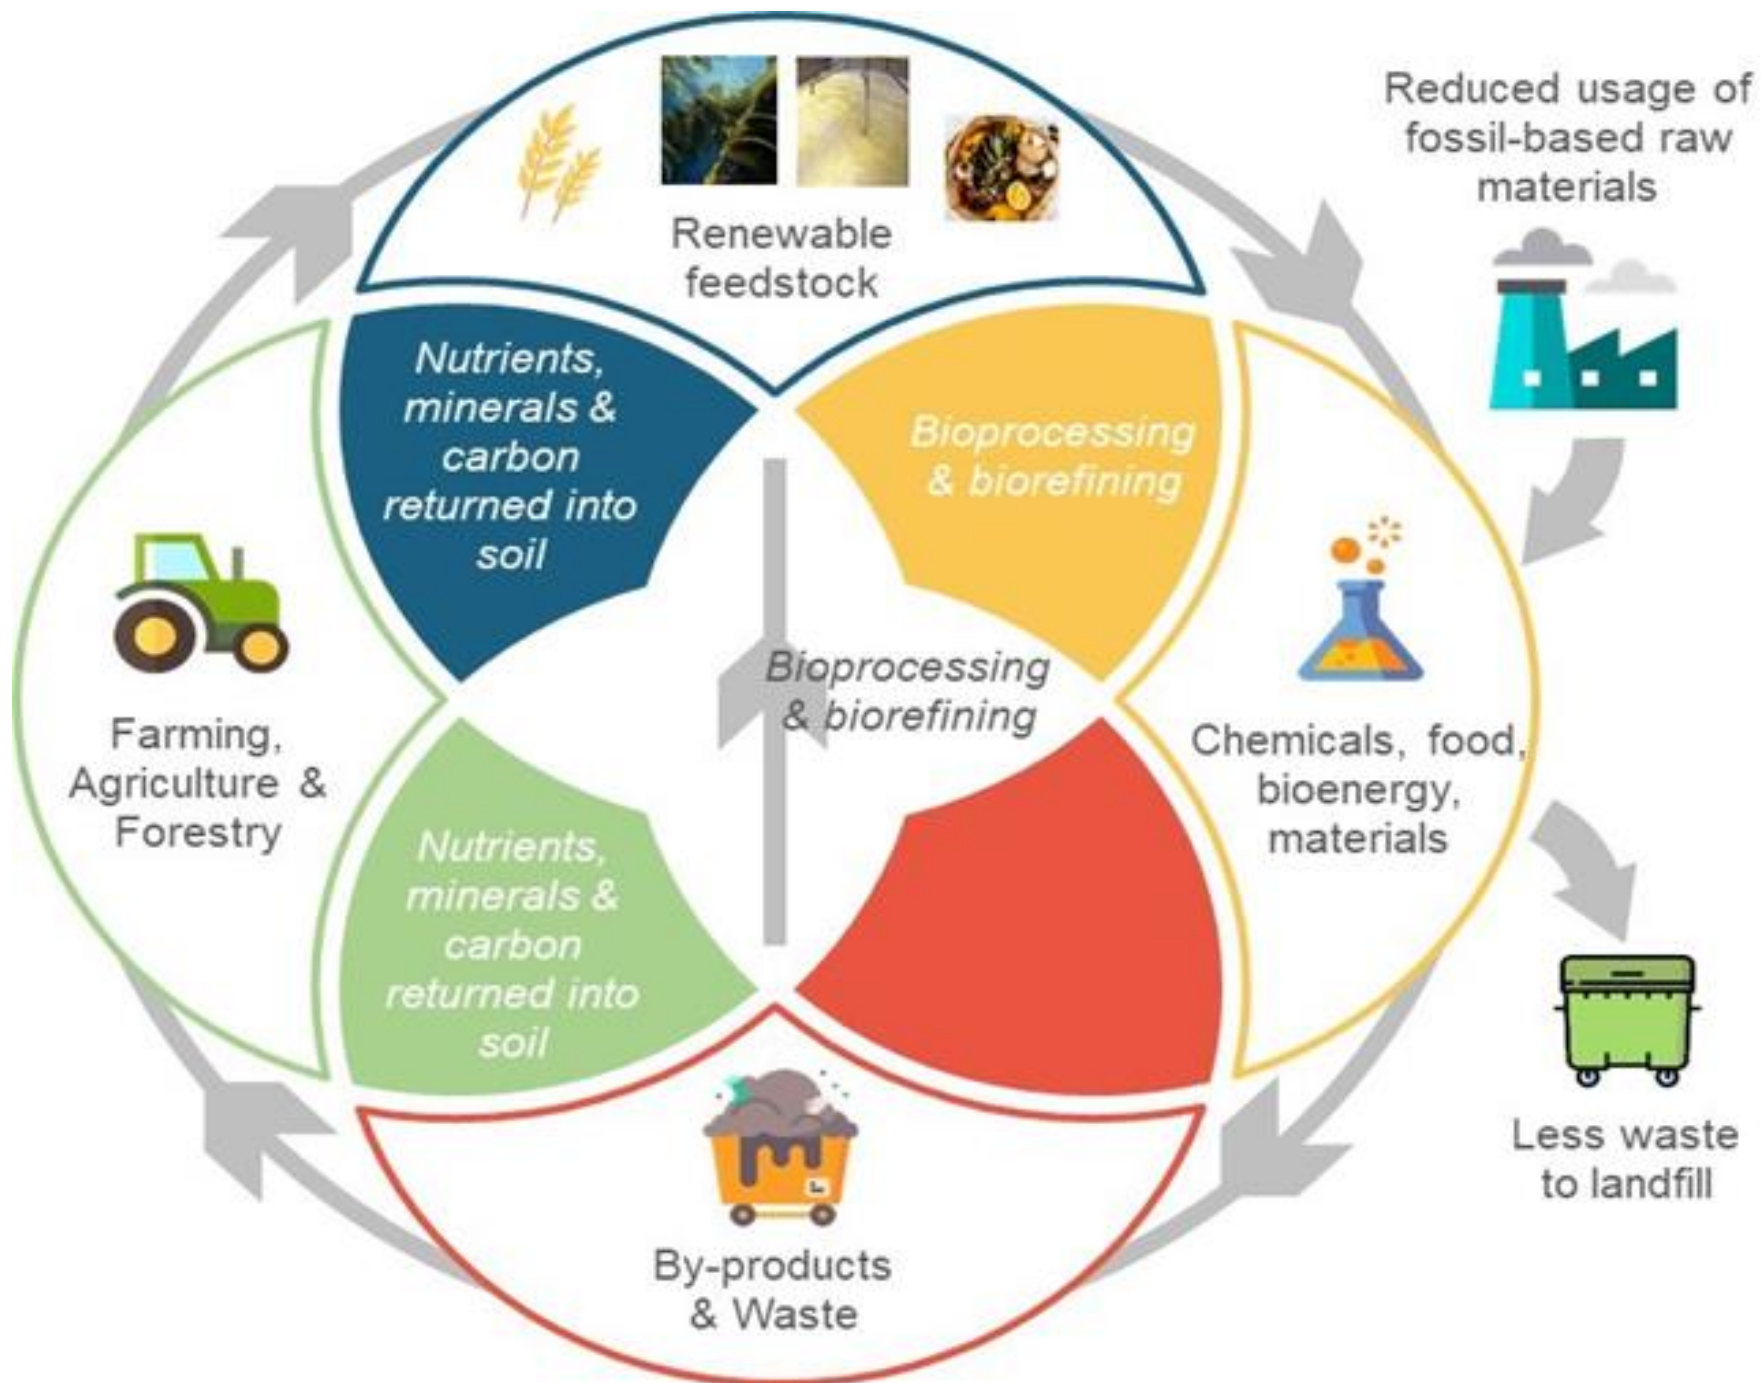 Reduced usage of
fossil-based raw
materials
Renewable
feedstock
Nutrients,
minerals &
carbon
returned into
soil
Bioprocessing
& biorefining
Farming,
Agriculture &
Forestry
Bioprocessing
& biorefining
Chemicals, food,
bioenergy,
materials
Nutrients,
minerals &
carbon
returned into
soil
By-products
& Waste
Less waste
to landfill